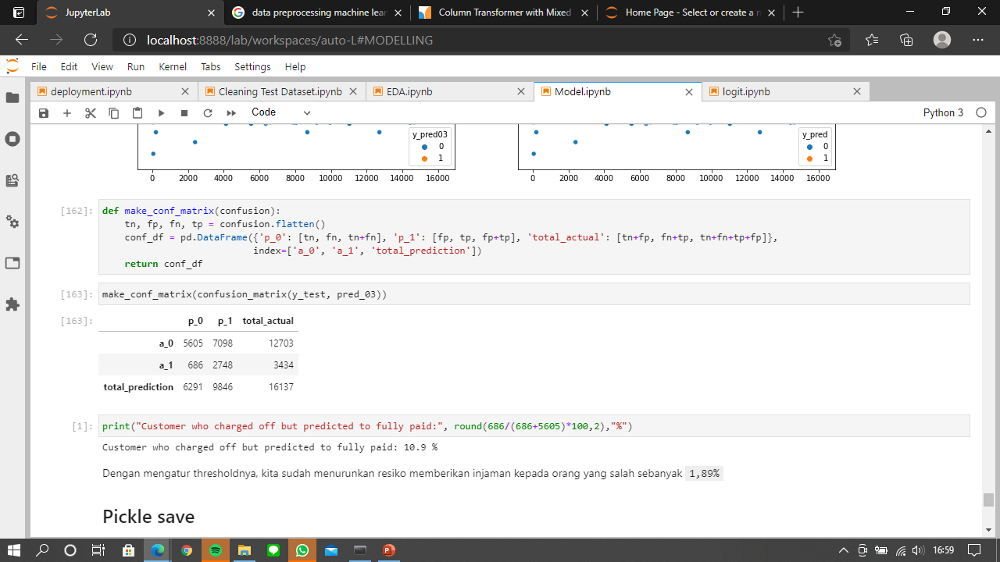 JupyterLab
data preprocessing machine lear
Column Transformer with Mixed
Home Page - Select or create a n
localhost:8888/lab/workspaces/auto-L#MODELLING
File Edit View Run Kernel Tabs Settings Help
deployment.ipynb
Cleaning Test Dataset.ipynb
EDA.ipynb
Model.ipynb
logit.ipynb
Code
Python 3
y_pred03
0
1
0 2000 4000 6000 8000 10000 12000 14000 16000
y_pred
0
1
0 2000 4000 6000 8000 10000 12000 14000 16000
[162]:
def make_conf_matrix(confusion):
    tn, fp, fn, tp = confusion.flatten()
    conf_df = pd.DataFrame({'p_0': [tn, fn, tn+fn], 'p_1': [fp, tp, fp+tp], 'total_actual': [tn+fp, fn+tp, tn+fn+tp+fp]},
                          index=['a_0', 'a_1', 'total_prediction'])
    return conf_df
[163]:
make_conf_matrix(confusion_matrix(y_test, pred_03))
[163]:
p_0 p_1 total_actual
a_0 5605 7098 12703
a_1 686 2748 3434
total_prediction 6291 9846 16137
[1]:
print("Customer who charged off but predicted to fully paid:", round(686/(686+5605)*100,2),"%")
Customer who charged off but predicted to fully paid: 10.9 %
Dengan mengatur thresholdnya, kita sudah menurunkan resiko memberikan injaman kepada orang yang salah sebanyak 1,89%
Pickle save
16:59